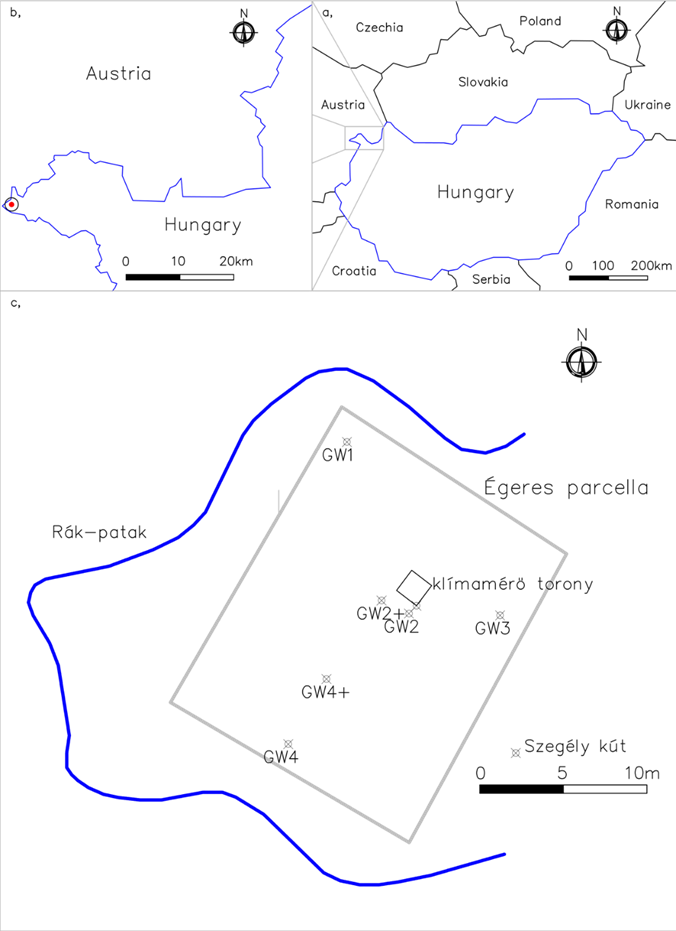 b,
N
Austria
Hungary
0 10 20km
a,
N
Czechia
Poland
Slovakia
Austria
Ukraine
Hungary
Romania
Croatia
Serbia
0 100 200km
c,
N
GW1
Égeres parcella
Rák-patak
klímamérő torony
GW2+
GW2
GW3
GW4+
GW4
Szegély kút
0 5 10m